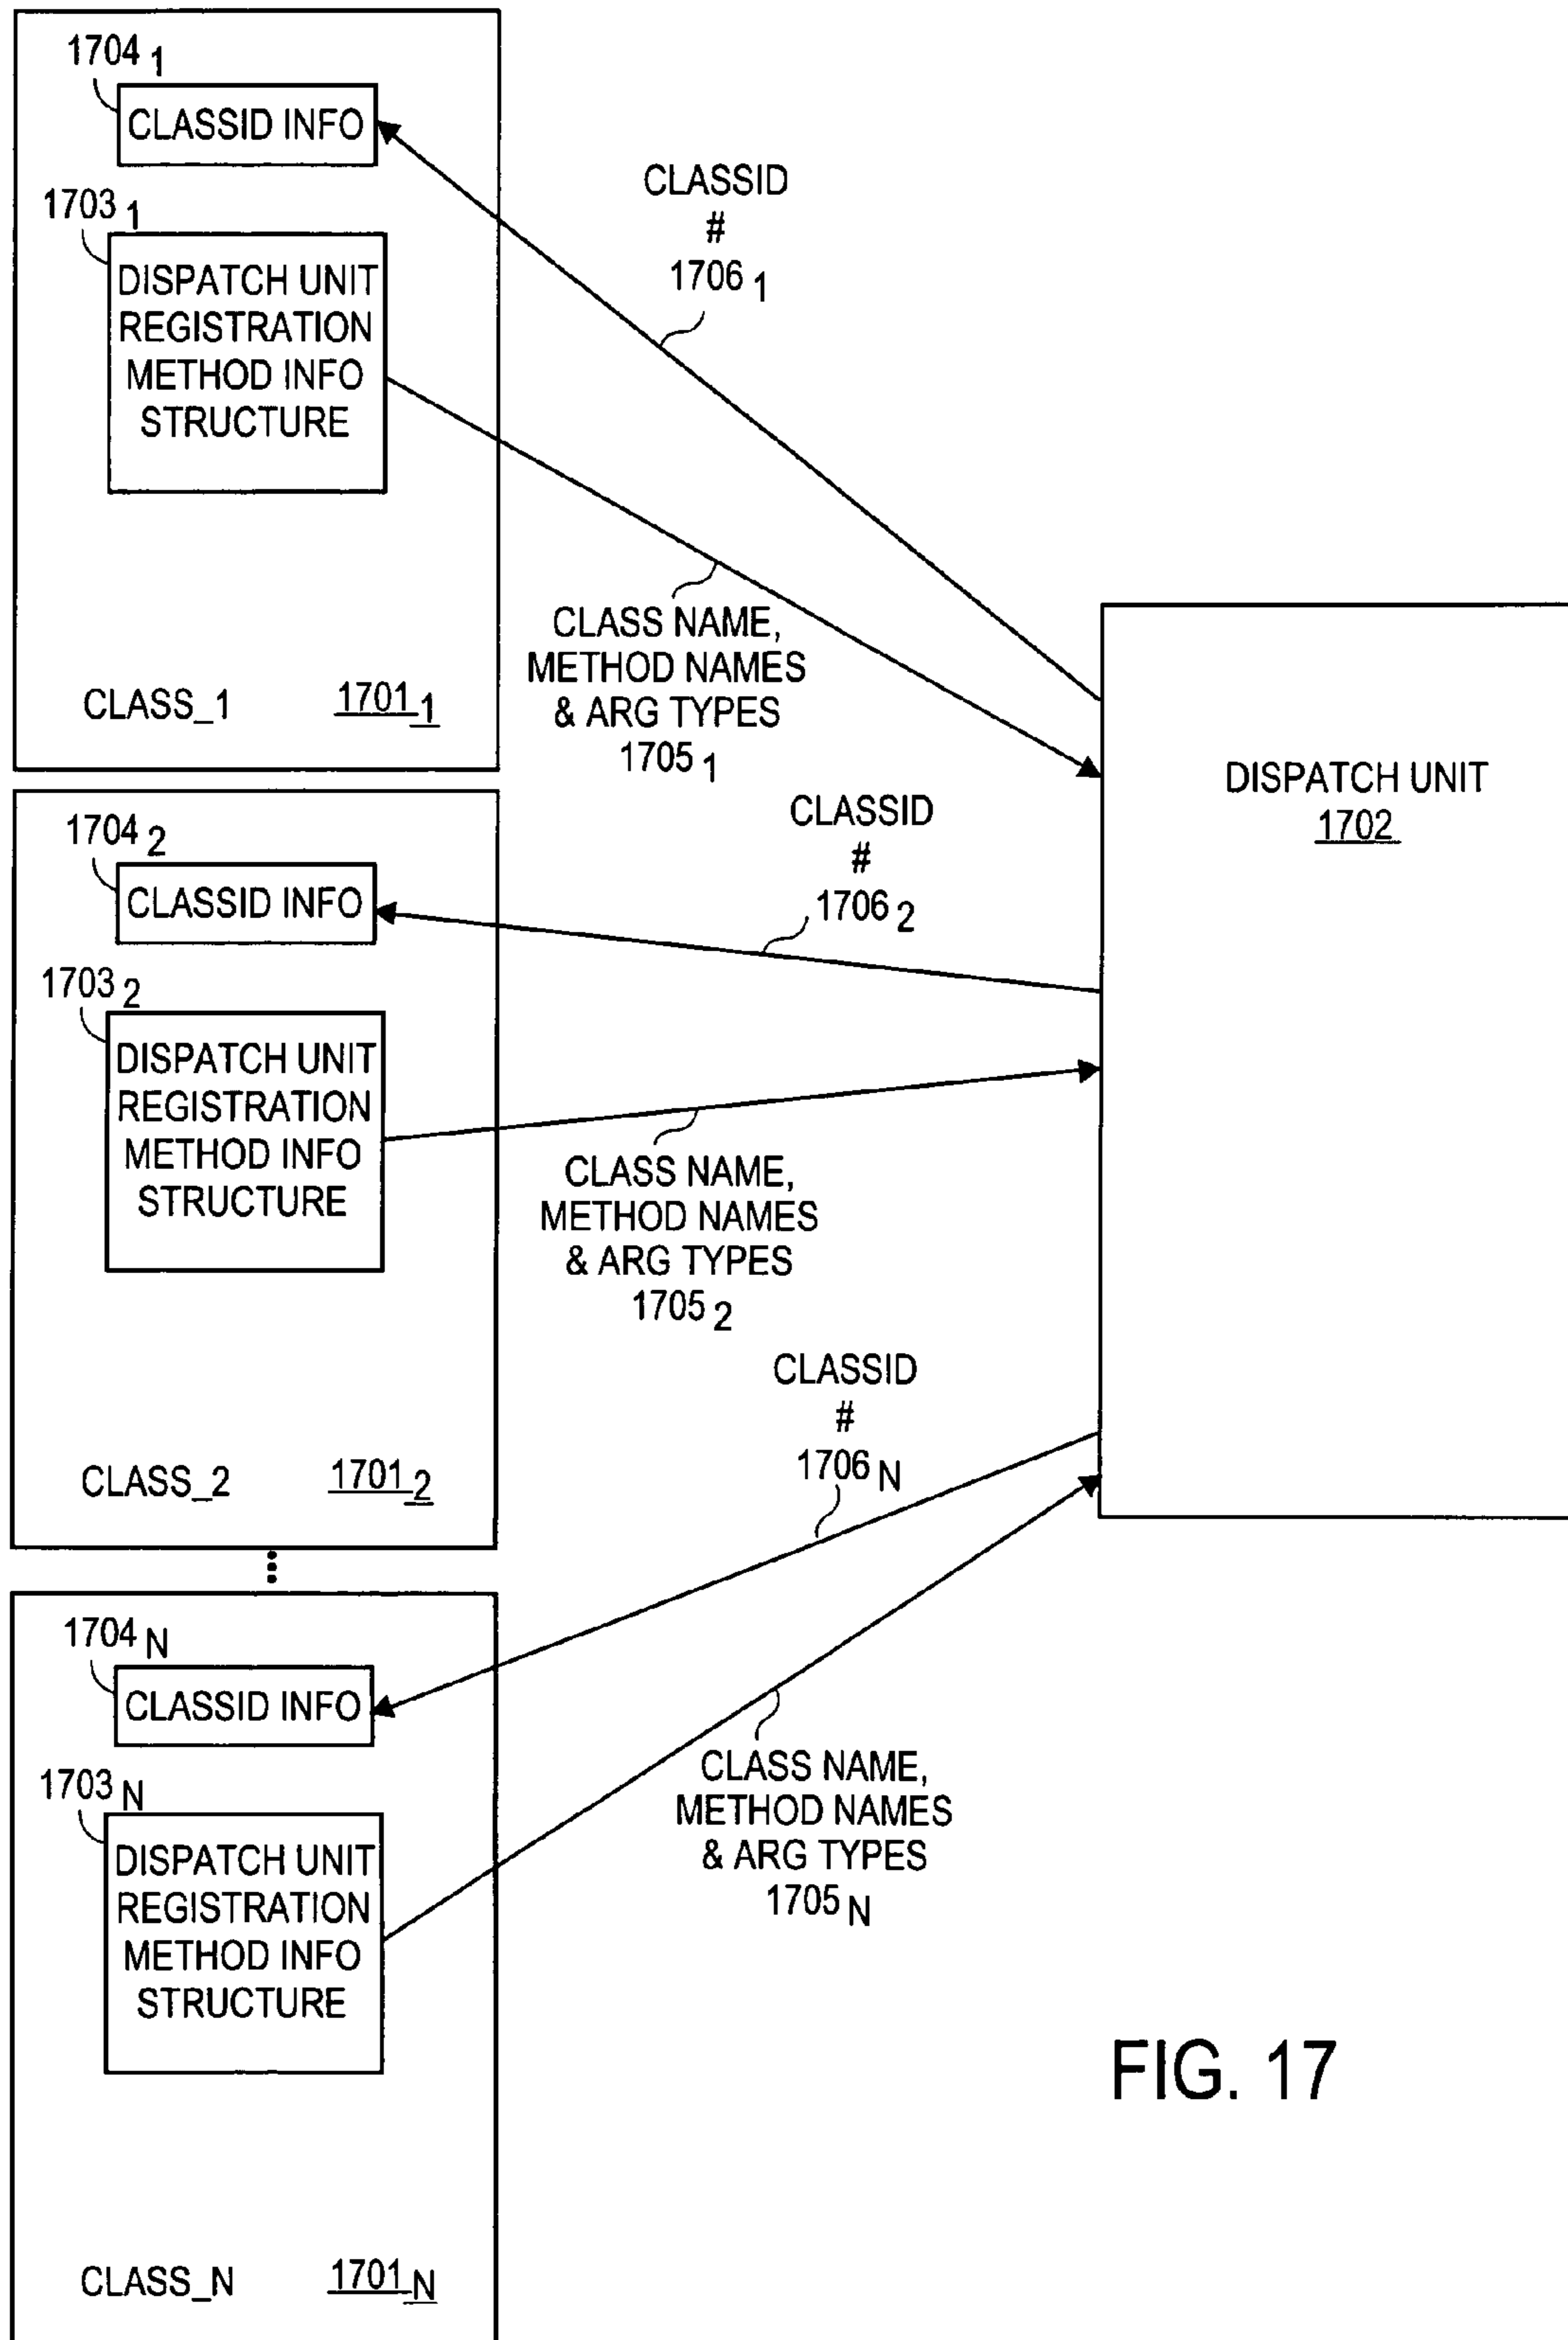 1704 1
CLASSID INFO
1703 1
DISPATCH UNIT
REGISTRATION
METHOD INFO
STRUCTURE
CLASS_1 1701 1
CLASSID
#
1706 1
CLASS NAME,
METHOD NAMES
& ARG TYPES
1705 1
DISPATCH UNIT
1702
1704 2
CLASSID INFO
1703 2
DISPATCH UNIT
REGISTRATION
METHOD INFO
STRUCTURE
CLASS_2 1701 2
CLASSID
#
1706 2
CLASS NAME,
METHOD NAMES
& ARG TYPES
1705 2
1704 N
CLASSID INFO
1703 N
DISPATCH UNIT
REGISTRATION
METHOD INFO
STRUCTURE
CLASS_N 1701 N
CLASSID
#
1706 N
CLASS NAME,
METHOD NAMES
& ARG TYPES
1705 N
FIG. 17